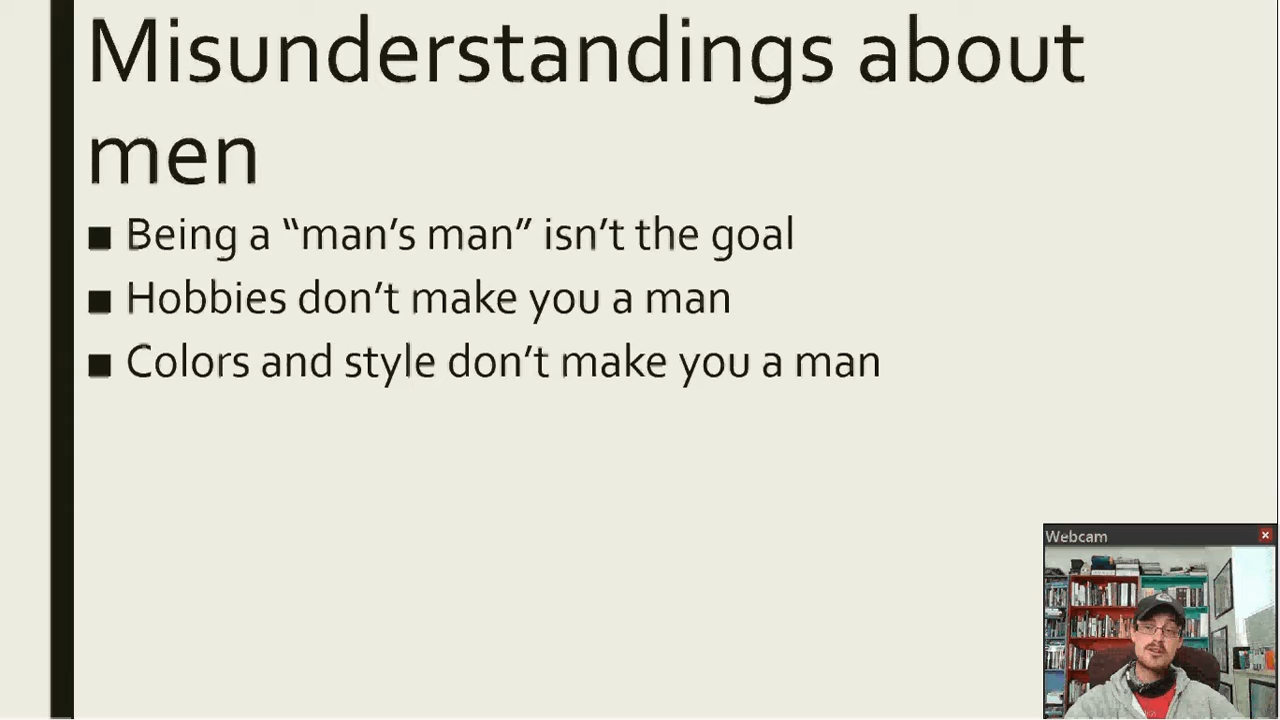 Misunderstandings about
men
■ Being a “man’s man” isn’t the goal
■ Hobbies don’t make you a man
■ Colors and style don’t make you a man
Webcam